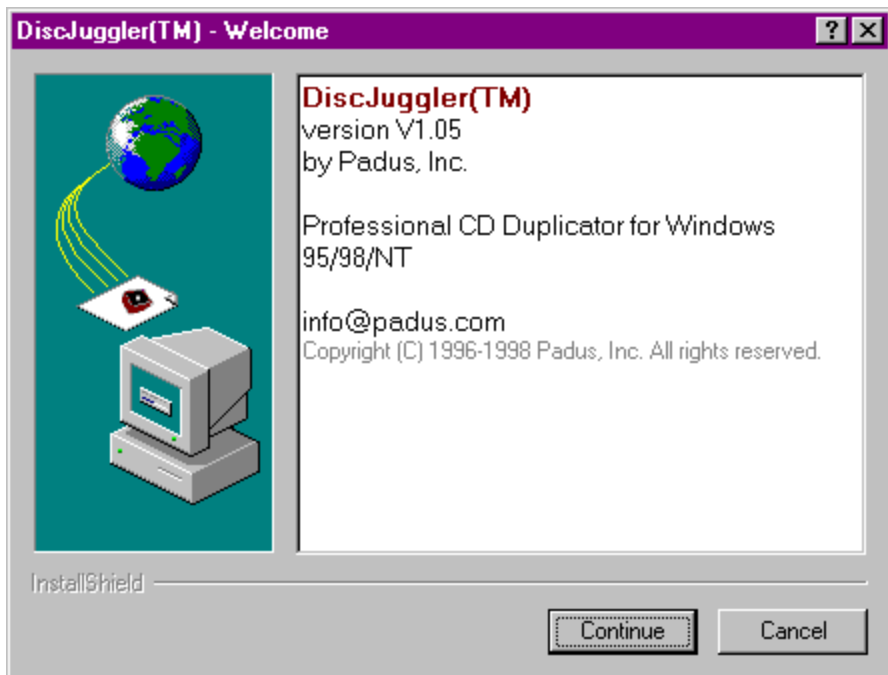 DiscJuggler(TM) - Welcome
DiscJuggler(TM)
version V1.05
by Padus, Inc.
Professional CD Duplicator for Windows
95/98/NT
info@padus.com
Copyright (C) 1996-1998 Padus, Inc. All rights reserved.
InstallShield
Continue
Cancel